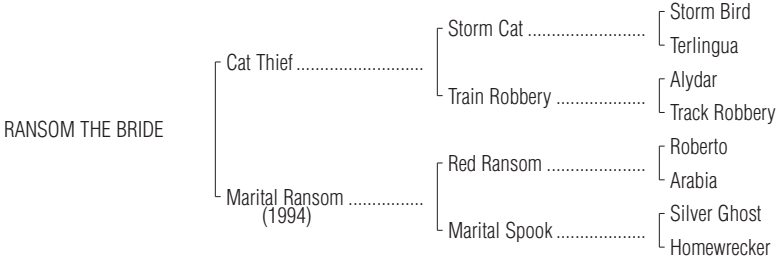 Storm Bird
Storm Cat ........................
Terlingua
Cat Thief ..........................
Alydar
Train Robbery ...................
Track Robbery
RANSOM THE BRIDE
Roberto
Red Ransom .....................
Arabia
Marital Ransom ................
(1994)
Silver Ghost
Marital Spook ...................
Homewrecker